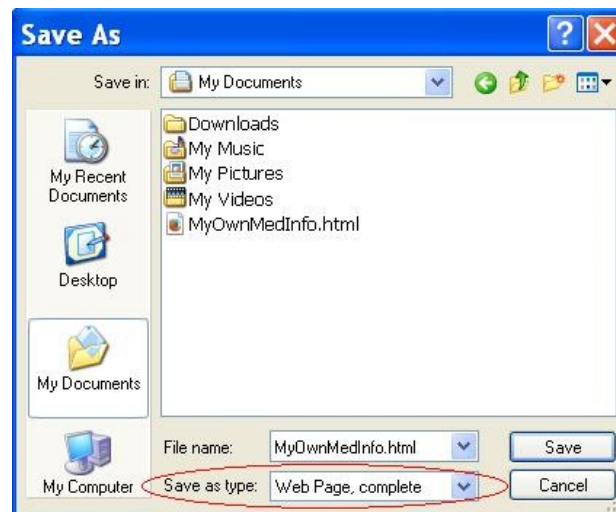 Save As
Save in: My Documents
My Recent
Documents
Desktop
My Documents
My Computer
Downloads
My Music
My Pictures
My Videos
MyOwnMedInfo.html
File name: MyOwnMedInfo.html Save
Save as type: Web Page, complete Cancel